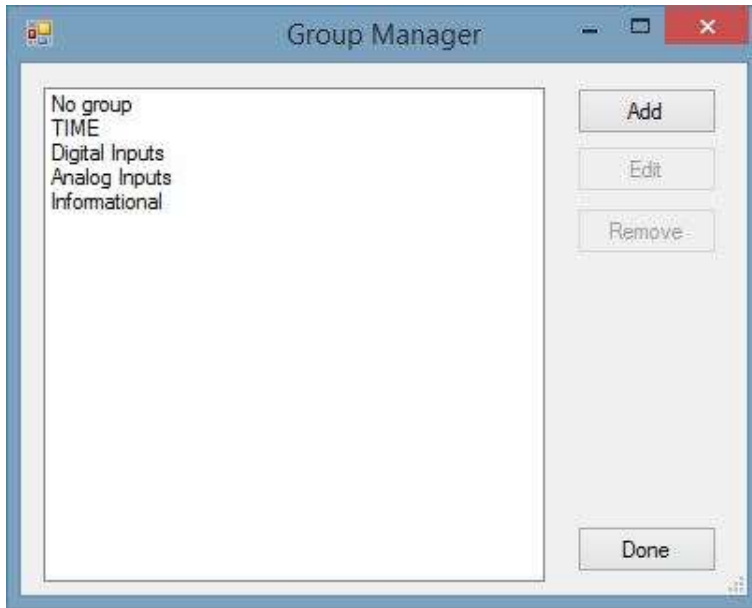 Group Manager
No group
TIME
Digital Inputs
Analog Inputs
Informational
Add
Edit
Remove
Done